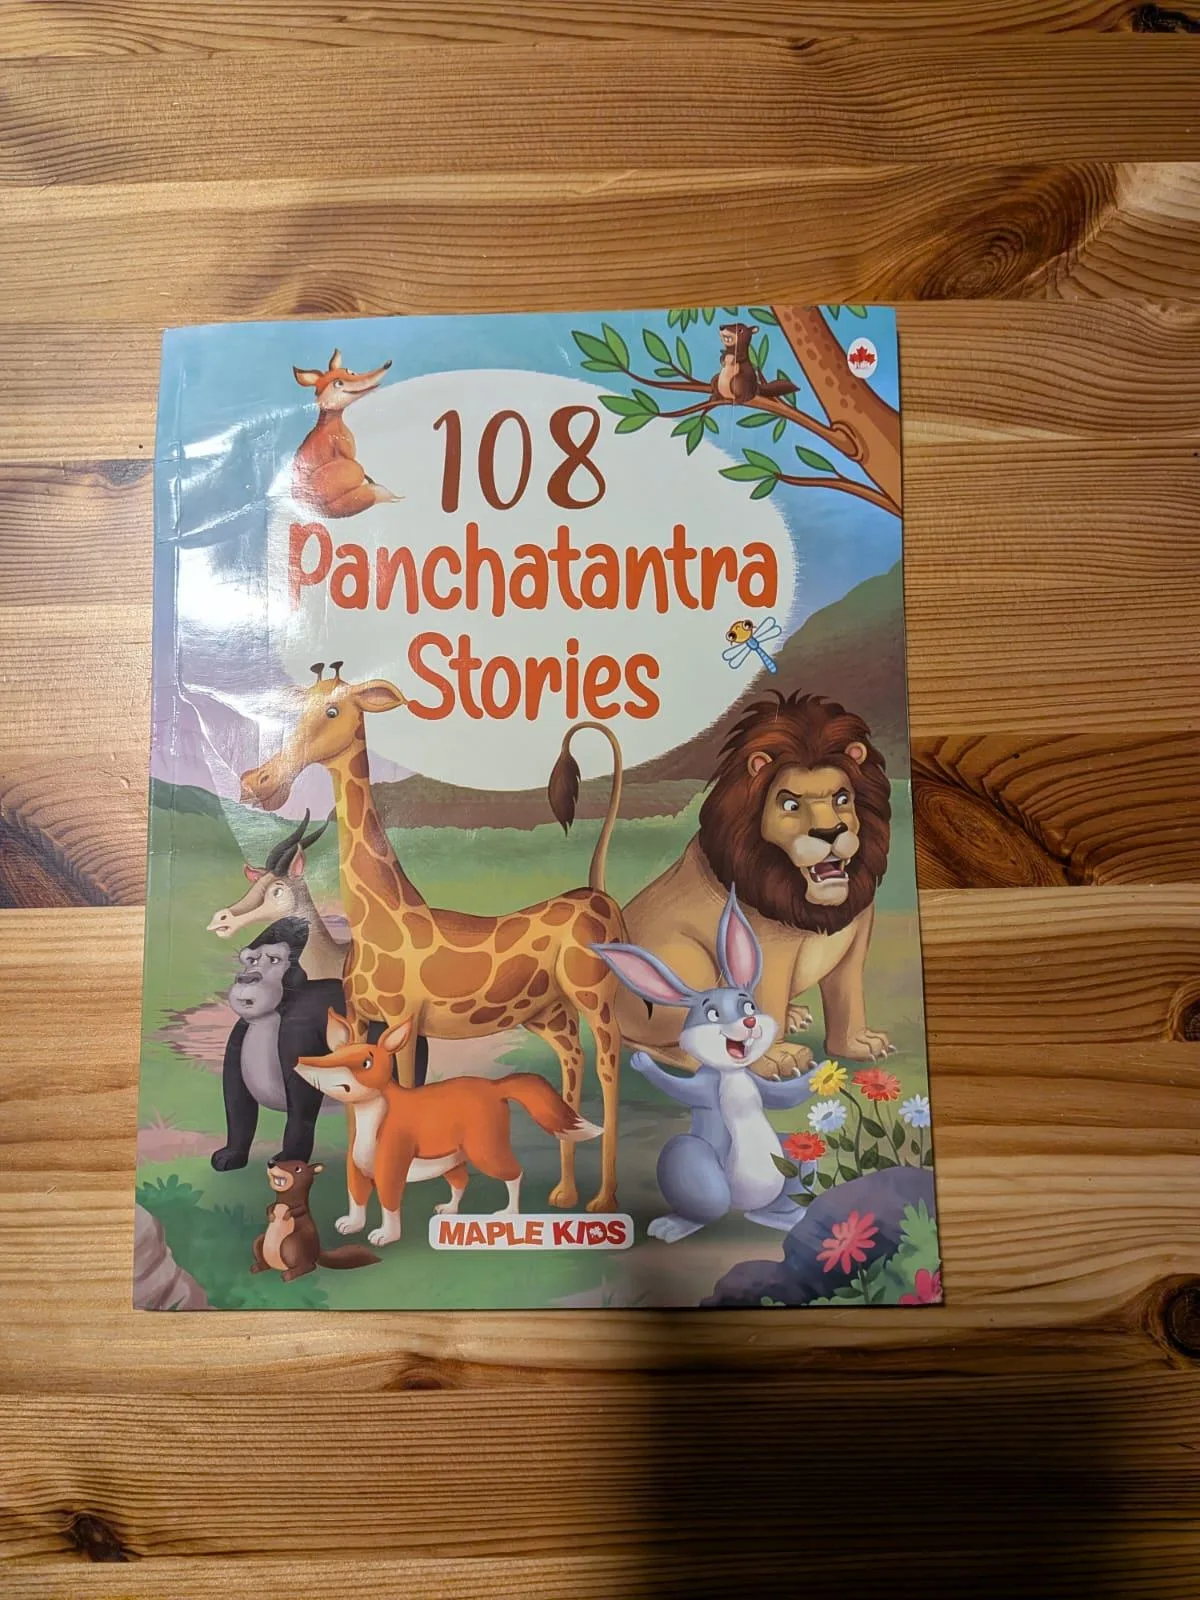 108
Panchatantra
Stories
MAPLE KIDS